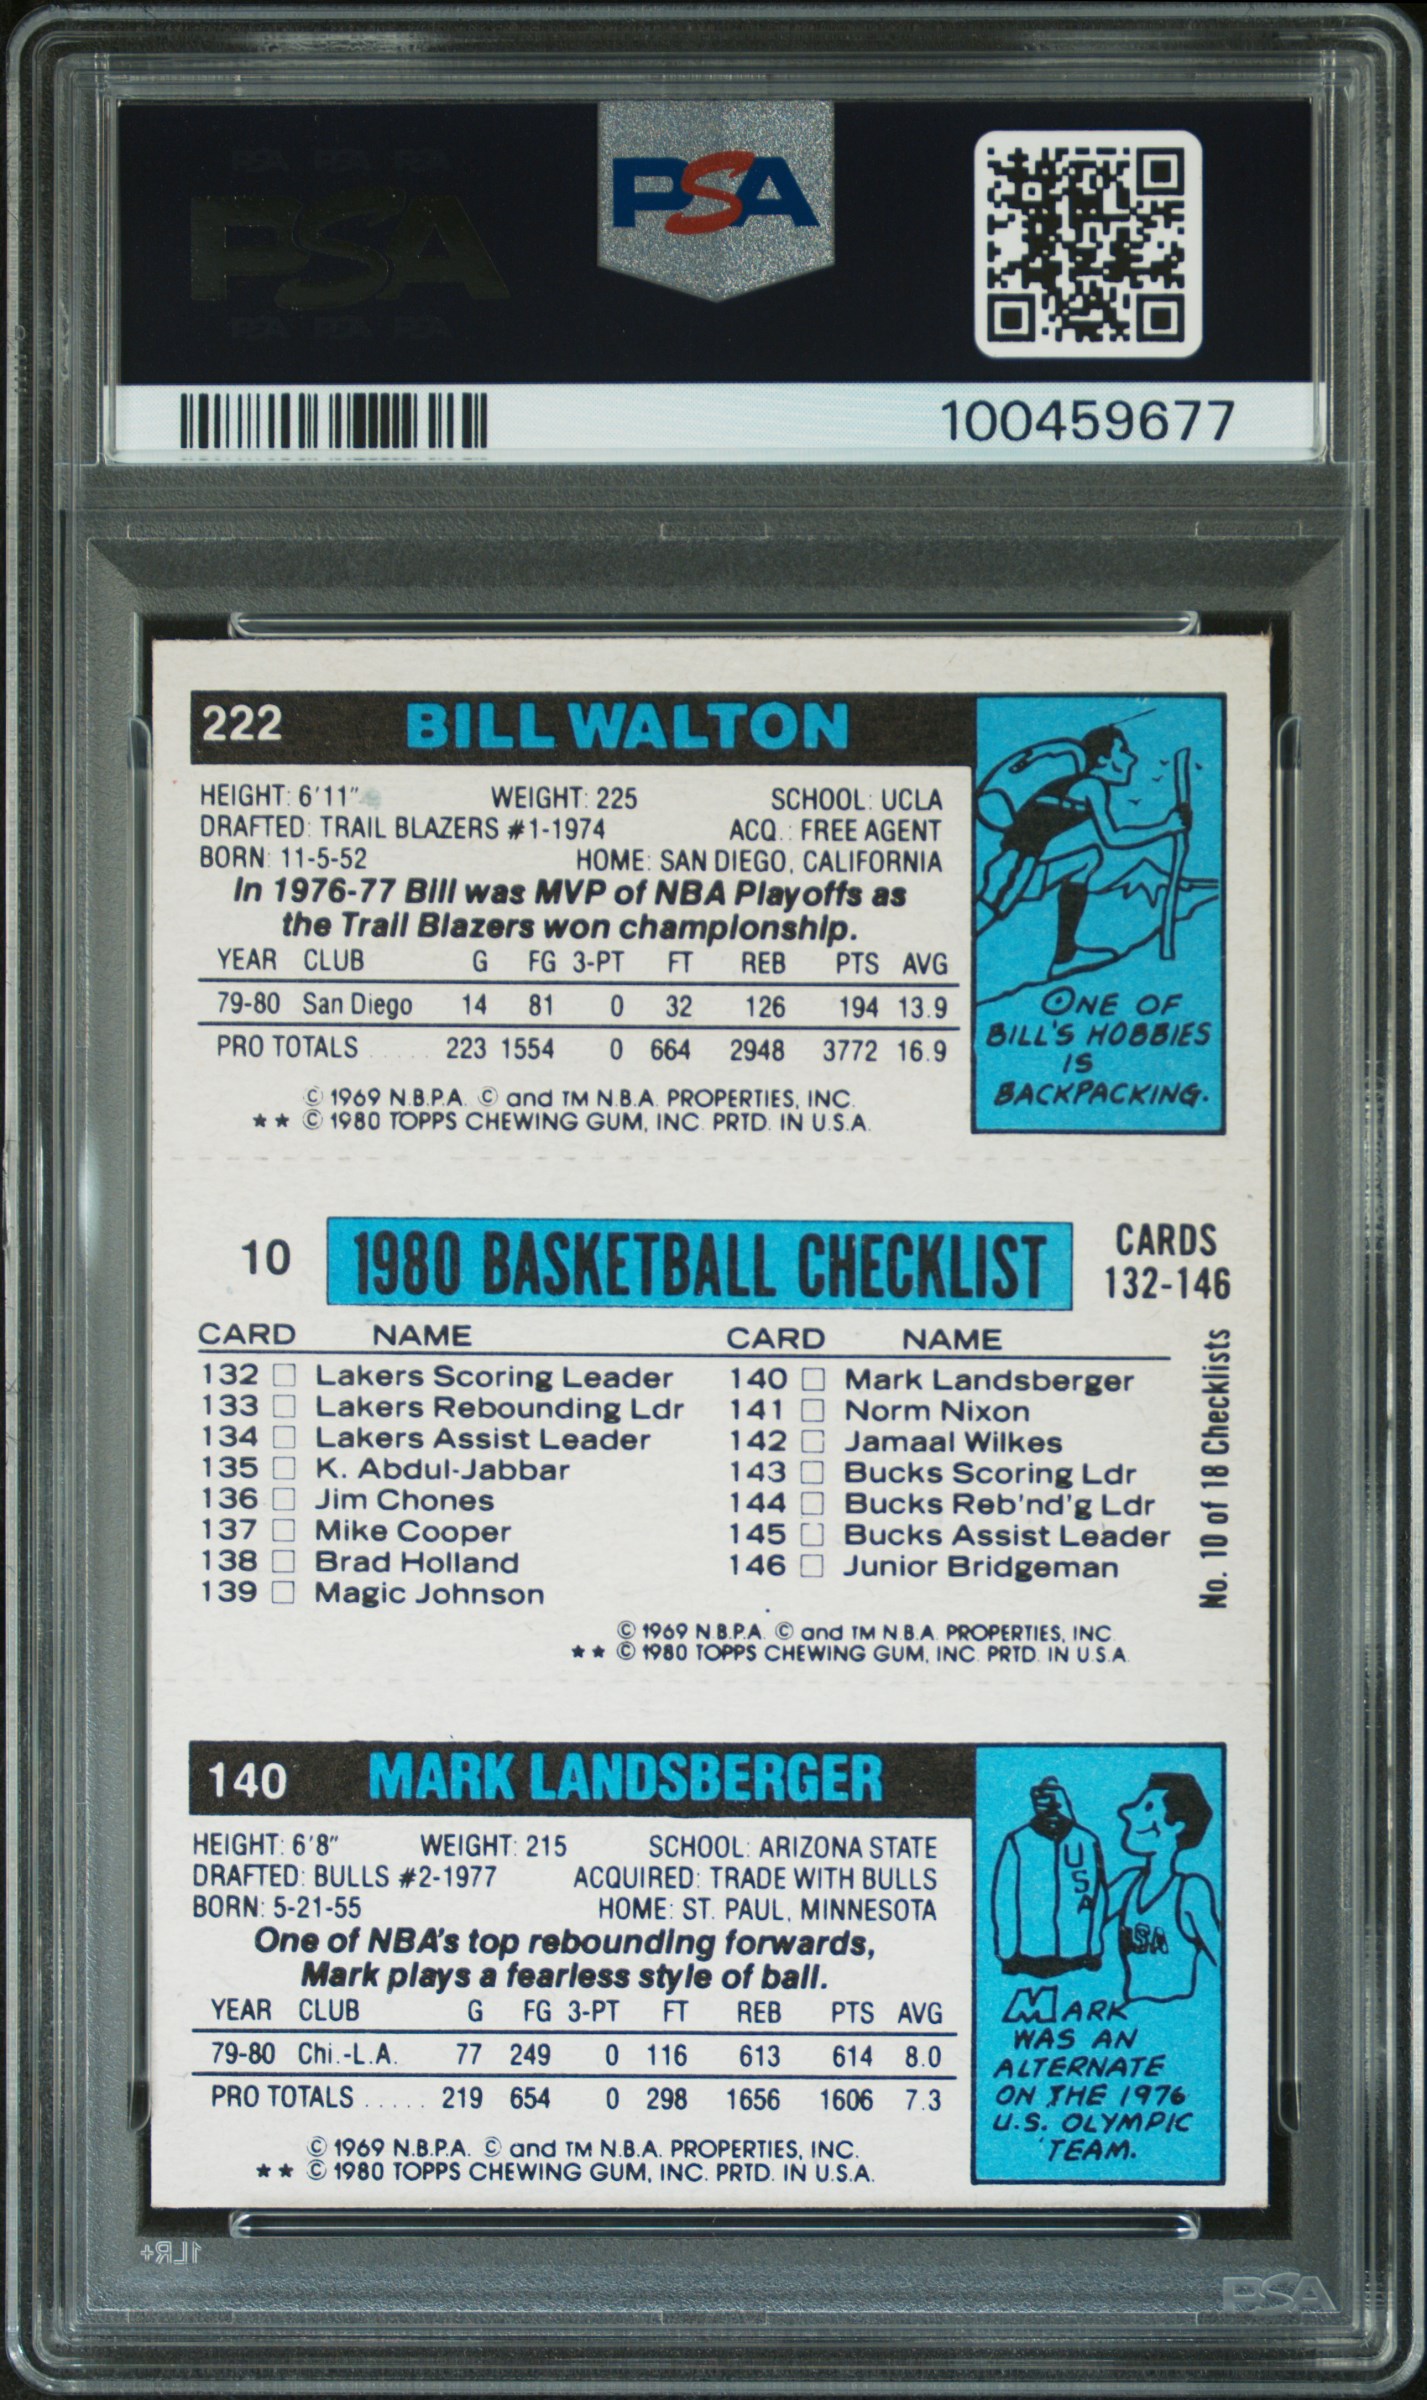 PSA
PSA PSA PSA
PSA
PSA PSA PSA
100459677
222 BILL WALTON
HEIGHT: 6'11" WEIGHT: 225 SCHOOL: UCLA
DRAFTED: TRAIL BLAZERS #1-1974 ACQ.: FREE AGENT
BORN: 11-5-52 HOME: SAN DIEGO, CALIFORNIA
In 1976-77 Bill was MVP of NBA Playoffs as
the Trail Blazers won championship.
YEAR CLUB G FG 3-PT FT REB PTS AVG
79-80 San Diego 14 81 0 32 126 194 13.9
PRO TOTALS ..... 223 1554 0 664 2948 3772 16.9
© 1969 N.B.P.A. © and TM N.B.A. PROPERTIES, INC.
** © 1980 TOPPS CHEWING GUM, INC. PRTD. IN U.S.A.
ONE OF
BILL'S HOBBIES
IS
BACKPACKING.
10 1980 BASKETBALL CHECKLIST CARDS
132-146
CARD NAME
132 Lakers Scoring Leader
133 Lakers Rebounding Ldr
134 Lakers Assist Leader
135 K. Abdul-Jabbar
136 Jim Chones
137 Mike Cooper
138 Brad Holland
139 Magic Johnson
CARD NAME
140 Mark Landsberger
141 Norm Nixon
142 Jamaal Wilkes
143 Bucks Scoring Ldr
144 Bucks Reb'nd'g Ldr
145 Bucks Assist Leader
146 Junior Bridgeman
No. 10 of 18 Checklists
© 1969 N.B.P.A. © and TM N.B.A. PROPERTIES, INC.
** © 1980 TOPPS CHEWING GUM, INC. PRTD. IN U.S.A.
140 MARK LANDSBERGER
HEIGHT: 6'8" WEIGHT: 215 SCHOOL: ARIZONA STATE
DRAFTED: BULLS #2-1977 ACQUIRED: TRADE WITH BULLS
BORN: 5-21-55 HOME: ST. PAUL, MINNESOTA
One of NBA's top rebounding forwards,
Mark plays a fearless style of ball.
YEAR CLUB G FG 3-PT FT REB PTS AVG
79-80 Chi.-L.A. 77 249 0 116 613 614 8.0
PRO TOTALS ..... 219 654 0 298 1656 1606 7.3
© 1969 N.B.P.A. © and TM N.B.A. PROPERTIES, INC.
** © 1980 TOPPS CHEWING GUM, INC. PRTD. IN U.S.A.
USA
USA
MARK
WAS AN
ALTERNATE
ON THE 1976
U.S. OLYMPIC
TEAM.
1LR+
PSA